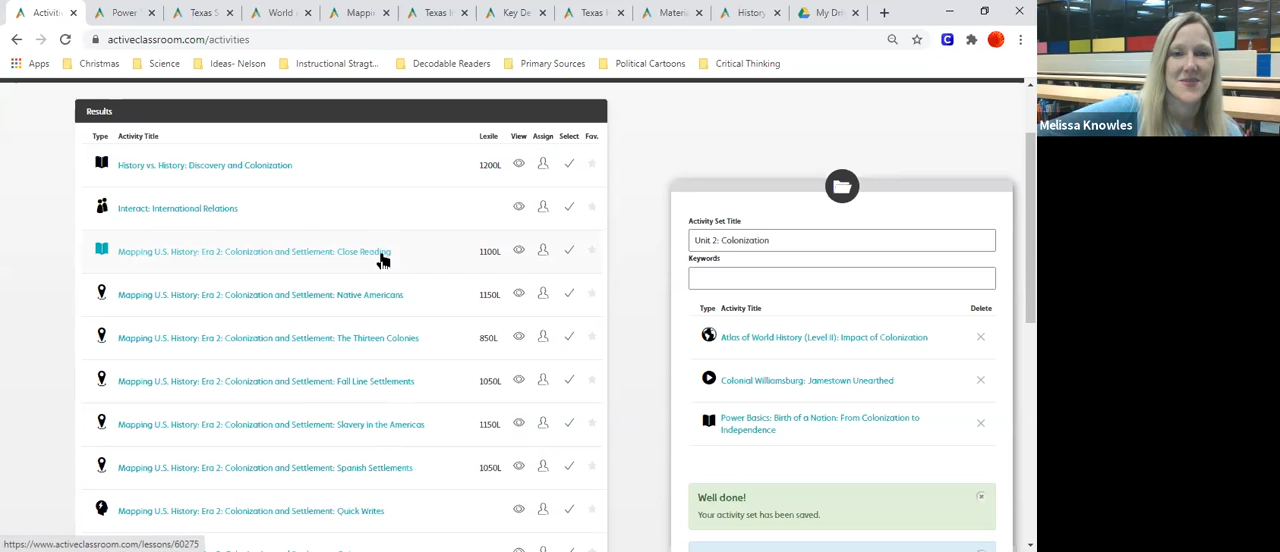 Activitie
Power
Texas S
World
Mappe
Texas In
Key De
Texas H
Materia
History
My Dri
activeclassroom.com/activities
Apps
Christmas
Science
Ideas- Nelson
Instructional Stragt...
Decodable Readers
Primary Sources
Political Cartoons
Critical Thinking
Melissa Knowles
Results
Type Activity Title Lexile View Assign Select Fav.
History vs. History: Discovery and Colonization 1200L
Interact: International Relations
Mapping U.S. History: Era 2: Colonization and Settlement: Close Reading 1100L
Mapping U.S. History: Era 2: Colonization and Settlement: Native Americans 1150L
Mapping U.S. History: Era 2: Colonization and Settlement: The Thirteen Colonies 850L
Mapping U.S. History: Era 2: Colonization and Settlement: Fall Line Settlements 1050L
Mapping U.S. History: Era 2: Colonization and Settlement: Slavery in the Americas 1150L
Mapping U.S. History: Era 2: Colonization and Settlement: Spanish Settlements 1050L
Mapping U.S. History: Era 2: Colonization and Settlement: Quick Writes
https://www.activeclassroom.com/lessons/60275
Activity Set Title
Unit 2: Colonization
Keywords
Type Activity Title Delete
Atlas of World History (Level II): Impact of Colonization
Colonial Williamsburg: Jamestown Unearthed
Power Basics: Birth of a Nation: From Colonization to
Independence
Well done!
Your activity set has been saved.